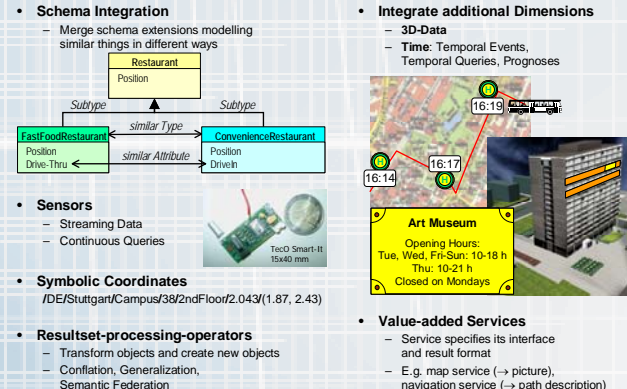 • Schema Integration
– Merge schema extensions modelling
similar things in different ways
Restaurant
Position
Subtype
Subtype
FastFoodRestaurant
Position
Drive-Thru
similar Type
similar Attribute
ConvenienceRestaurant
Position
DriveIn
• Sensors
– Streaming Data
– Continuous Queries
TecO Smart-It
15x40 mm
• Symbolic Coordinates
/DE/Stuttgart/Campus/38/2ndFloor/2.043/(1.87, 2.43)
• Resultset-processing-operators
– Transform objects and create new objects
– Conflation, Generalization,
Semantic Federation
• Integrate additional Dimensions
– 3D-Data
– Time: Temporal Events,
Temporal Queries, Prognoses
H
16:19
H
16:17
H
16:14
Art Museum
Opening Hours:
Tue, Wed, Fri-Sun: 10-18 h
Thu: 10-21 h
Closed on Mondays
• Value-added Services
– Service specifies its interface
and result format
– E.g. map service (→ picture),
navigation service (→ path description)